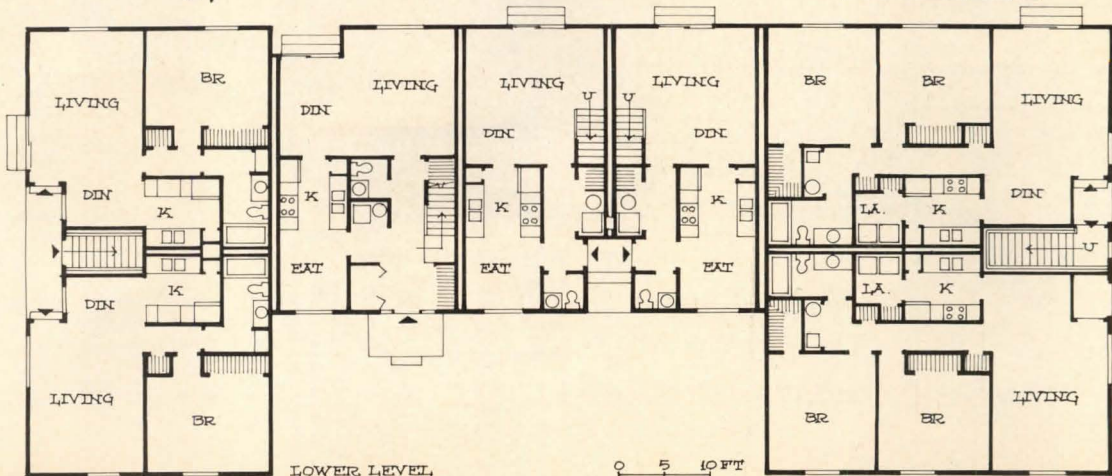 LIVING
BR
DIN
K
DIN
K
LIVING
BR
DIN
LIVING
K
EAT
LIVING
DIN
U
K
EAT
LIVING
U
DIN
K
EAT
BR
BR
LIVING
DIN
LA.
K
U
LA.
K
BR
BR
LIVING
LOWER LEVEL
0 5 10 FT